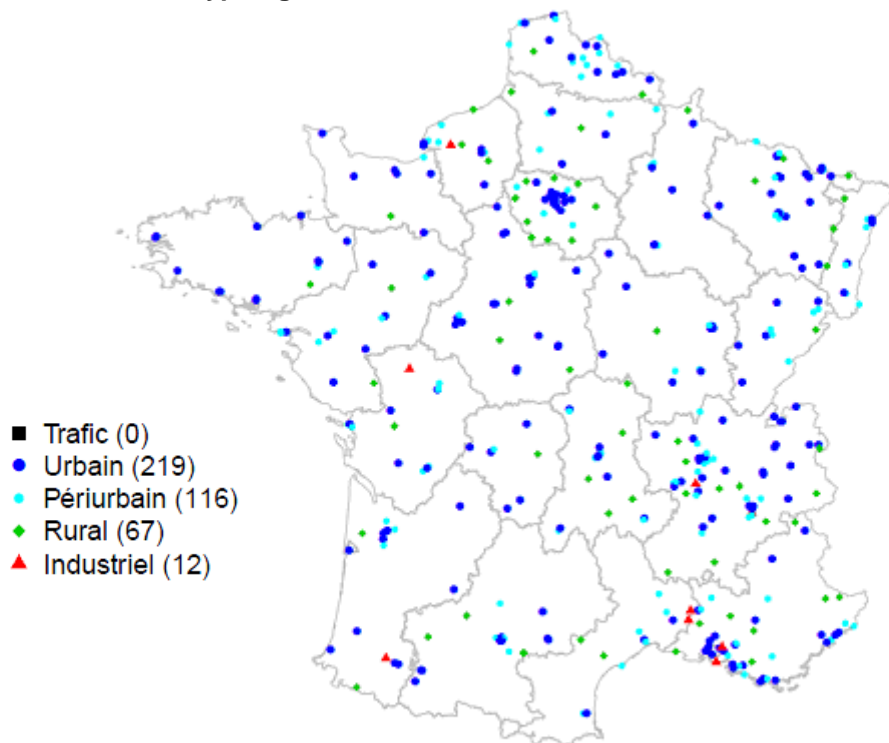 Trafic (0)
Urbain (219)
Périurbain (116)
Rural (67)
Industriel (12)